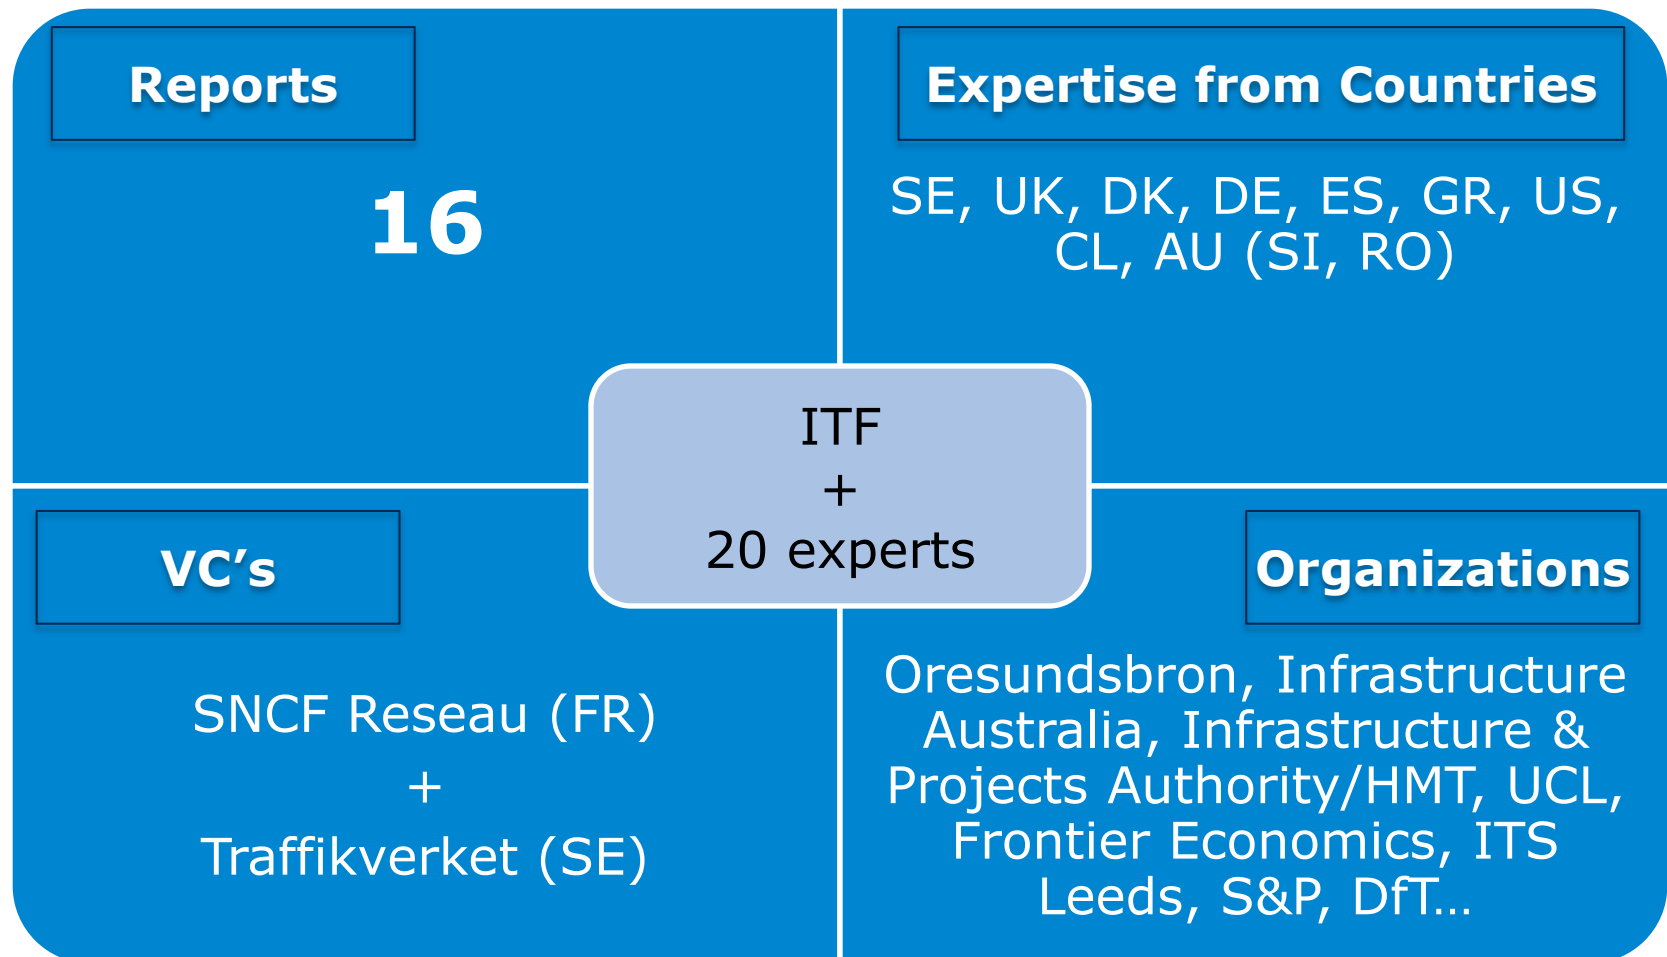 Reports
16
Expertise from Countries
SE, UK, DK, DE, ES, GR, US,
CL, AU (SI, RO)
ITF
+
20 experts
VC’s
SNCF Reseau (FR)
+
Traffikverket (SE)
Organizations
Oresundsbron, Infrastructure
Australia, Infrastructure &
Projects Authority/HMT, UCL,
Frontier Economics, ITS
Leeds, S&P, DfT…